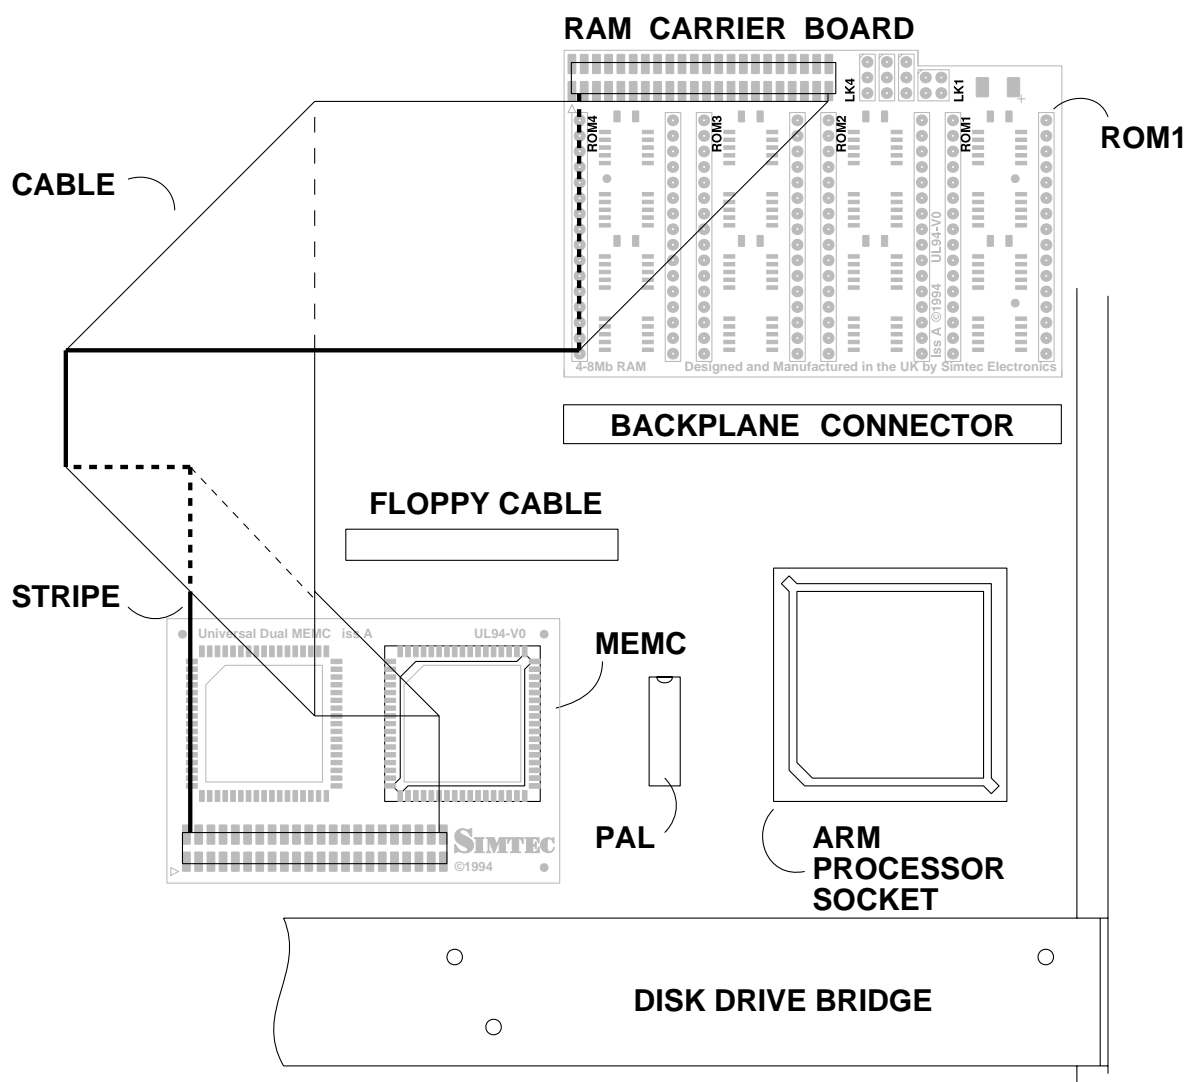 RAM CARRIER BOARD
LK4
LK1
ROM4
ROM3
ROM2
ROM1
ROM1
CABLE
Iss A ©1994 UL94-V0
4-8Mb RAM Designed and Manufactured in the UK by Simtec Electronics
BACKPLANE CONNECTOR
FLOPPY CABLE
STRIPE
Universal Dual MEMC iss A UL94-V0
MEMC
PAL
ARM
PROCESSOR
SOCKET
SIMTEC
©1994
DISK DRIVE BRIDGE